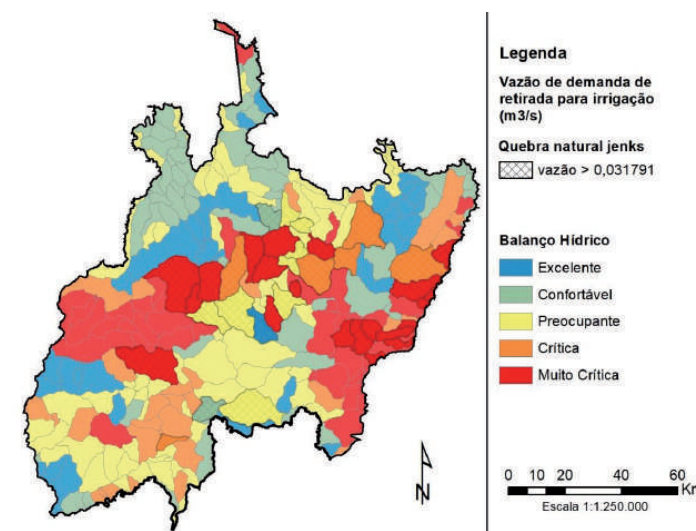 Legenda
Vazão de demanda de
retirada para irrigação
(m3/s)
Quebra natural jenks
vazão > 0,031791
Balanço Hídrico
Excelente
Confortável
Preocupante
Crítica
Muito Crítica
N
0 10 20 40 60
Km
Escala 1:1.250.000